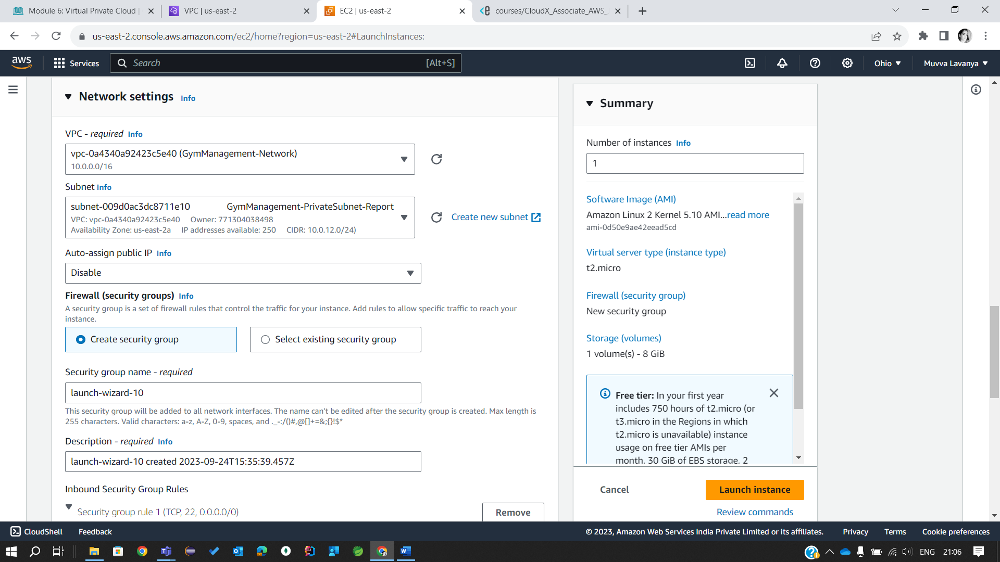 Module 6: Virtual Private Cloud |
VPC | us-east-2
EC2 | us-east-2
courses/CloudX_Associate_AWS_
us-east-2.console.aws.amazon.com/ec2/home?region=us-east-2#LaunchInstances:
aws
Services
Search
[Alt+S]
Ohio
Muvva Lavanya
Network settings Info
VPC - required Info
vpc-0a4340a92423c5e40 (GymManagement-Network)
10.0.0.0/16
Subnet Info
subnet-009d0ac3dc8711e10 GymManagement-PrivateSubnet-Report
VPC: vpc-0a4340a92423c5e40 Owner: 771304038498
Availability Zone: us-east-2a IP addresses available: 250 CIDR: 10.0.12.0/24)
Create new subnet
Auto-assign public IP Info
Disable
Firewall (security groups) Info
A security group is a set of firewall rules that control the traffic for your instance. Add rules to allow specific traffic to reach your
instance.
Create security group
Select existing security group
Security group name - required
launch-wizard-10
This security group will be added to all network interfaces. The name can't be edited after the security group is created. Max length is
255 characters. Valid characters: a-z, A-Z, 0-9, spaces, and ._-:/()#,@[]+=&;{}!$*
Description - required Info
launch-wizard-10 created 2023-09-24T15:35:39.457Z
Inbound Security Group Rules
Security group rule 1 (TCP, 22, 0.0.0.0/0)
Remove
Summary
Number of instances Info
1
Software Image (AMI)
Amazon Linux 2 Kernel 5.10 AMI...read more
ami-0d50e9ae42eead5cd
Virtual server type (instance type)
t2.micro
Firewall (security group)
New security group
Storage (volumes)
1 volume(s) - 8 GiB
Free tier: In your first year
includes 750 hours of t2.micro (or
t3.micro in the Regions in which
t2.micro is unavailable) instance
usage on free tier AMIs per
month, 30 GiB of EBS storage, 2
Cancel
Launch instance
Review commands
CloudShell
Feedback
© 2023, Amazon Web Services India Private Limited or its affiliates.
Privacy
Terms
Cookie preferences
ENG
21:06